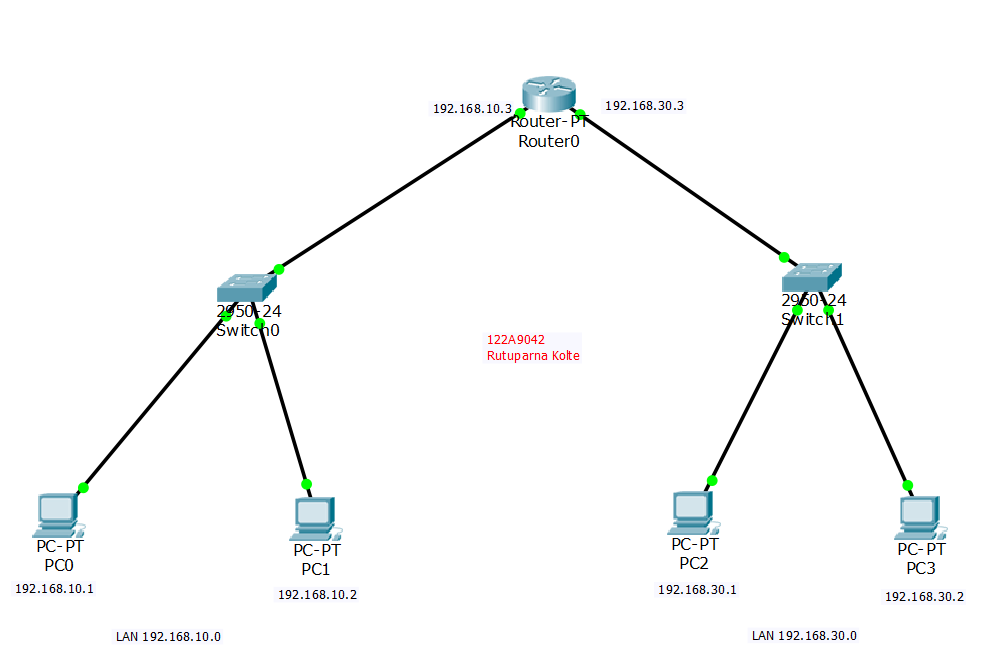 192.168.10.3
192.168.30.3
Router-PT
Router0
2950-24
Switch0
2950-24
Switch1
122A9042
Rutuparna Kolte
PC-PT
PC0
192.168.10.1
PC-PT
PC1
192.168.10.2
PC-PT
PC2
192.168.30.1
PC-PT
PC3
192.168.30.2
LAN 192.168.10.0
LAN 192.168.30.0